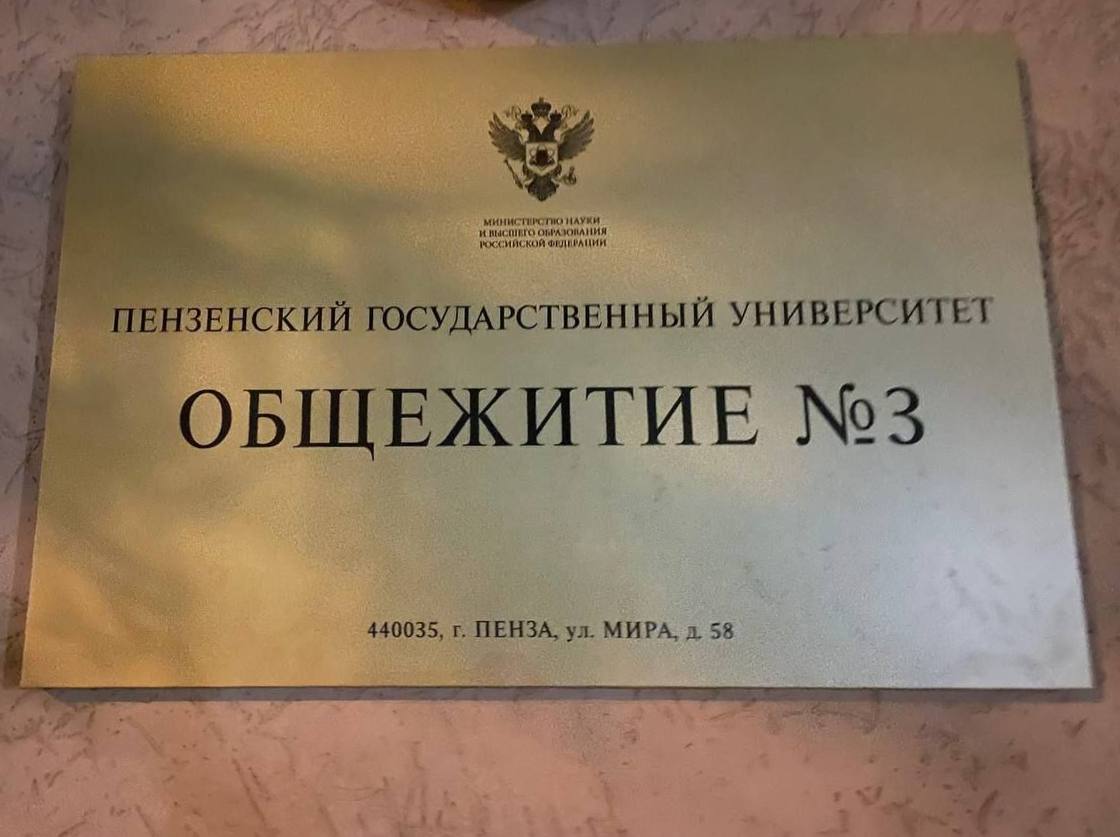 МИНИСТЕРСТВО НАУКИ
И ВЫСШЕГО ОБРАЗОВАНИЯ
РОССИЙСКОЙ ФЕДЕРАЦИИ
ПЕНЗЕНСКИЙ ГОСУДАРСТВЕННЫЙ УНИВЕРСИТЕТ
ОБЩЕЖИТИЕ №3
440035, г. ПЕНЗА, ул. МИРА, д. 58